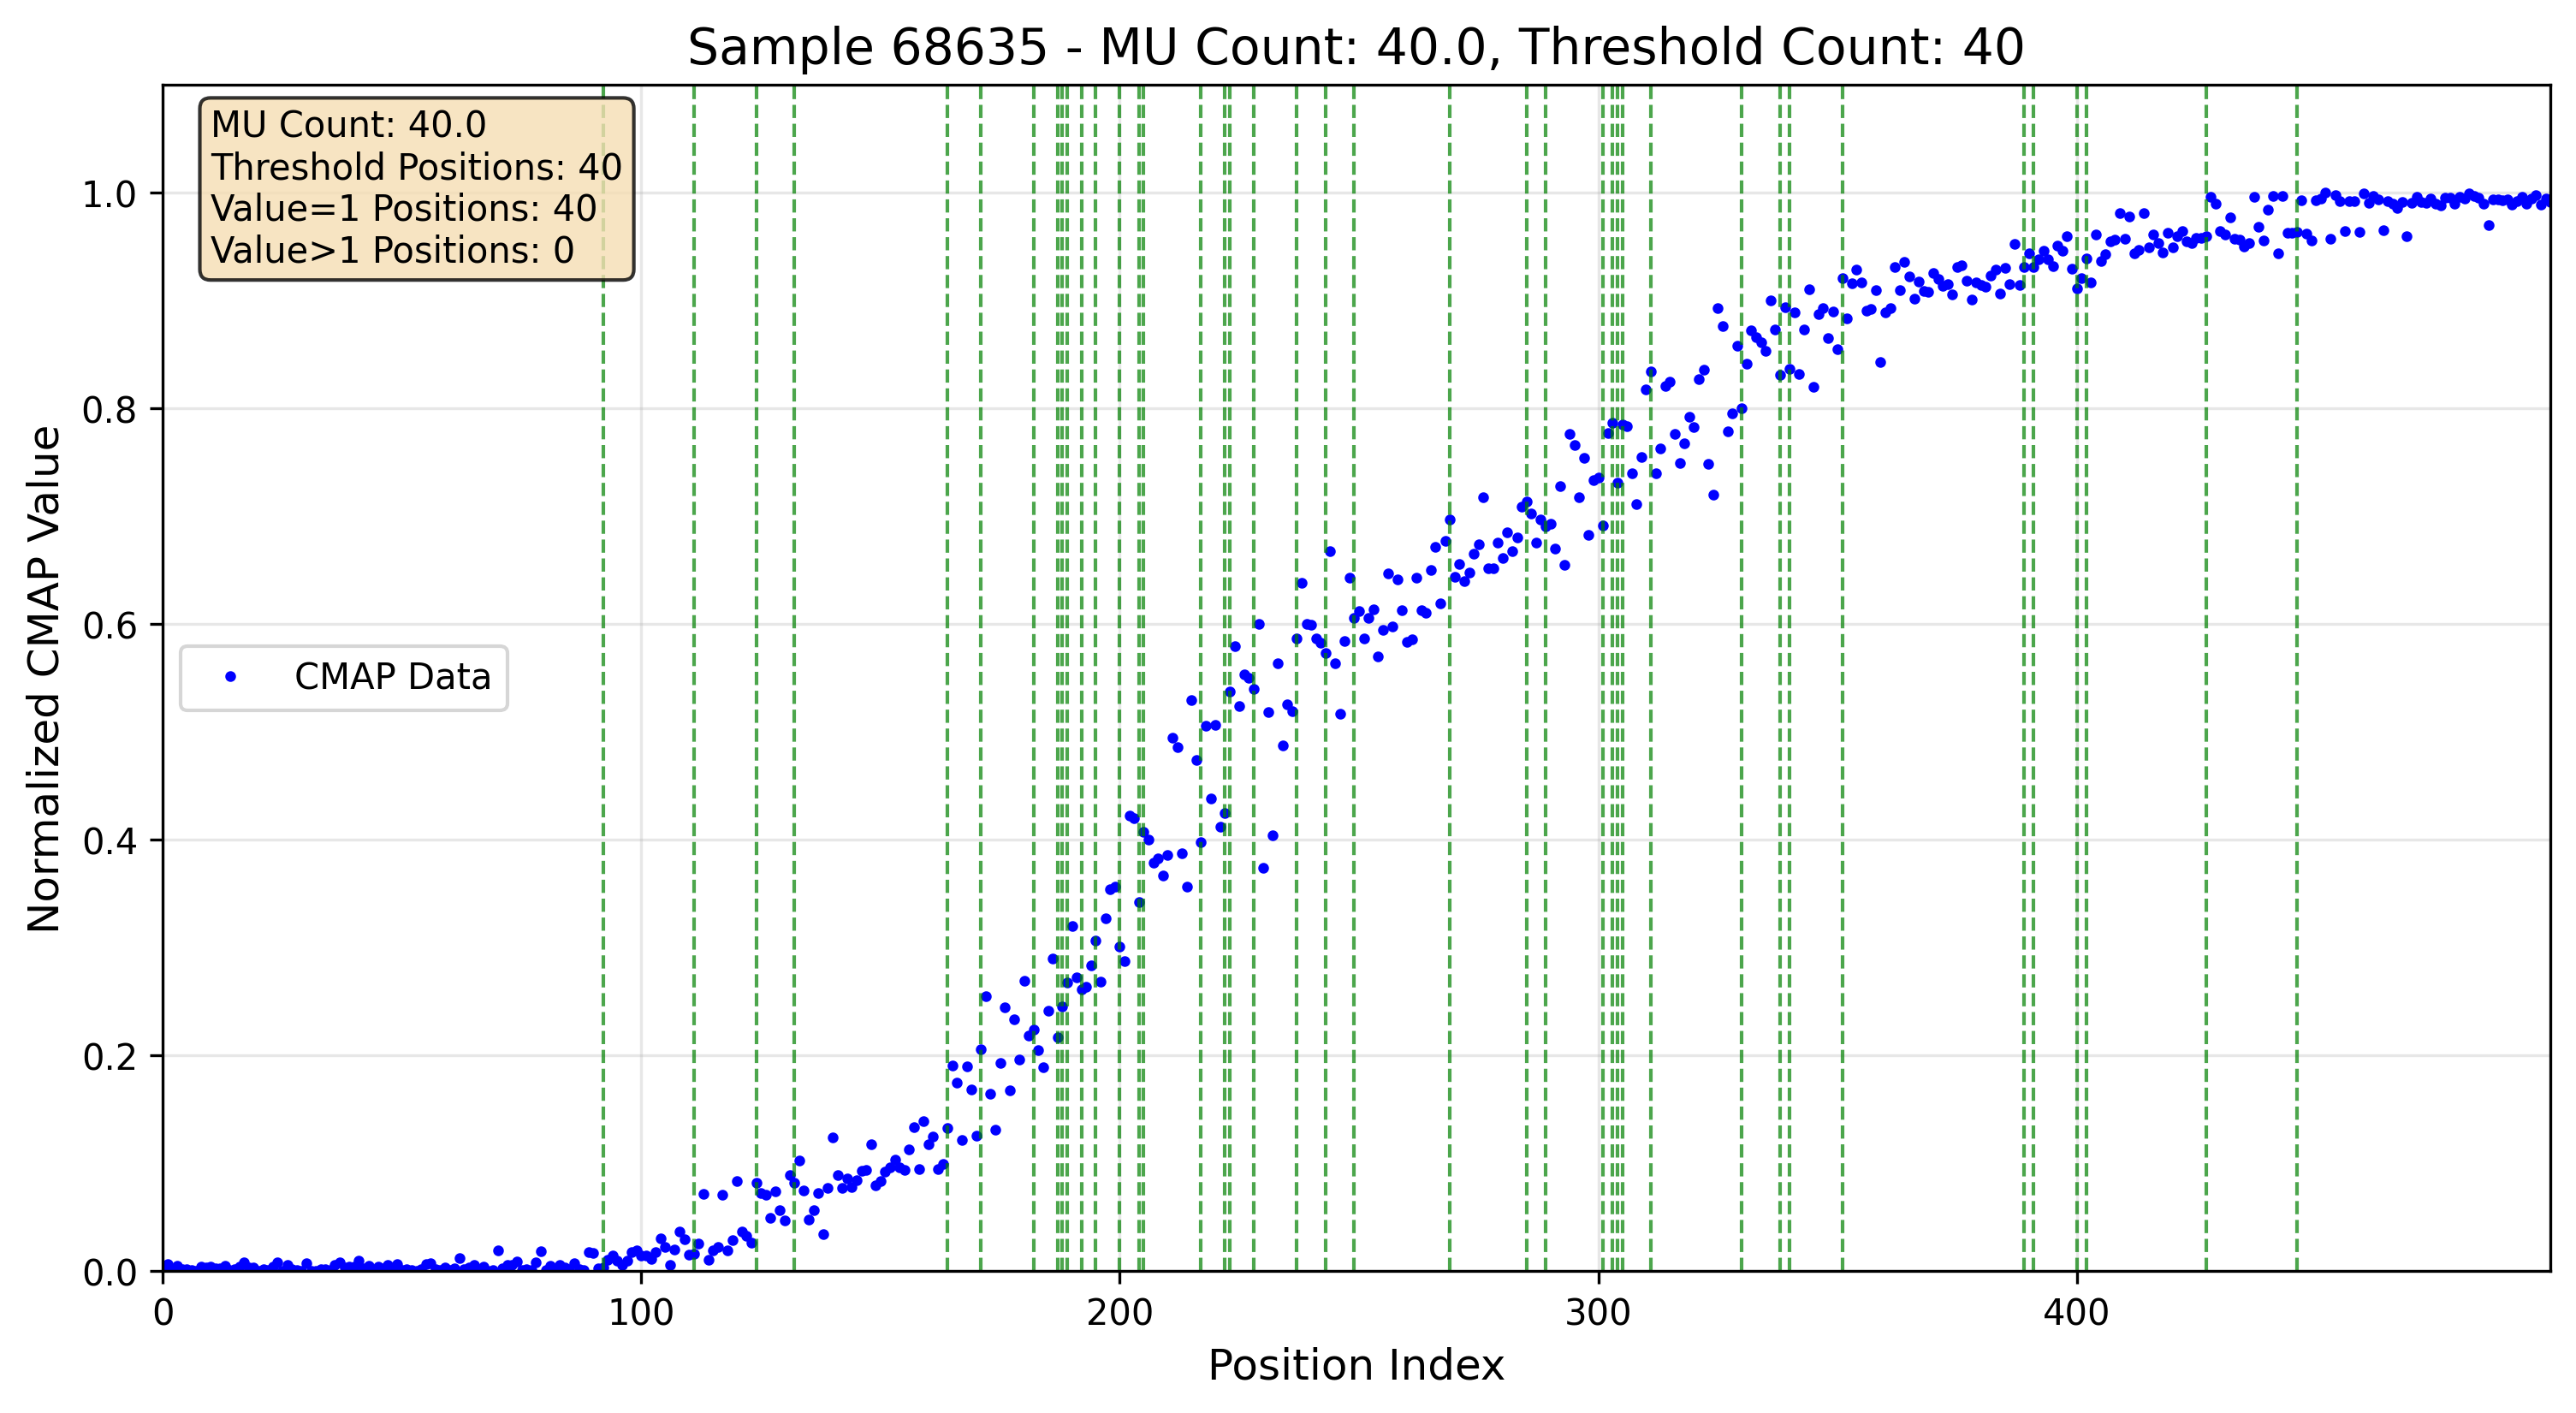 Sample 68635 - MU Count: 40.0, Threshold Count: 40
MU Count: 40.0
Threshold Positions: 40
Value=1 Positions: 40
Value>1 Positions: 0
1.0
0.8
0.6
0.4
0.2
0.0
Normalized CMAP Value
CMAP Data
0
100
200
300
400
Position Index